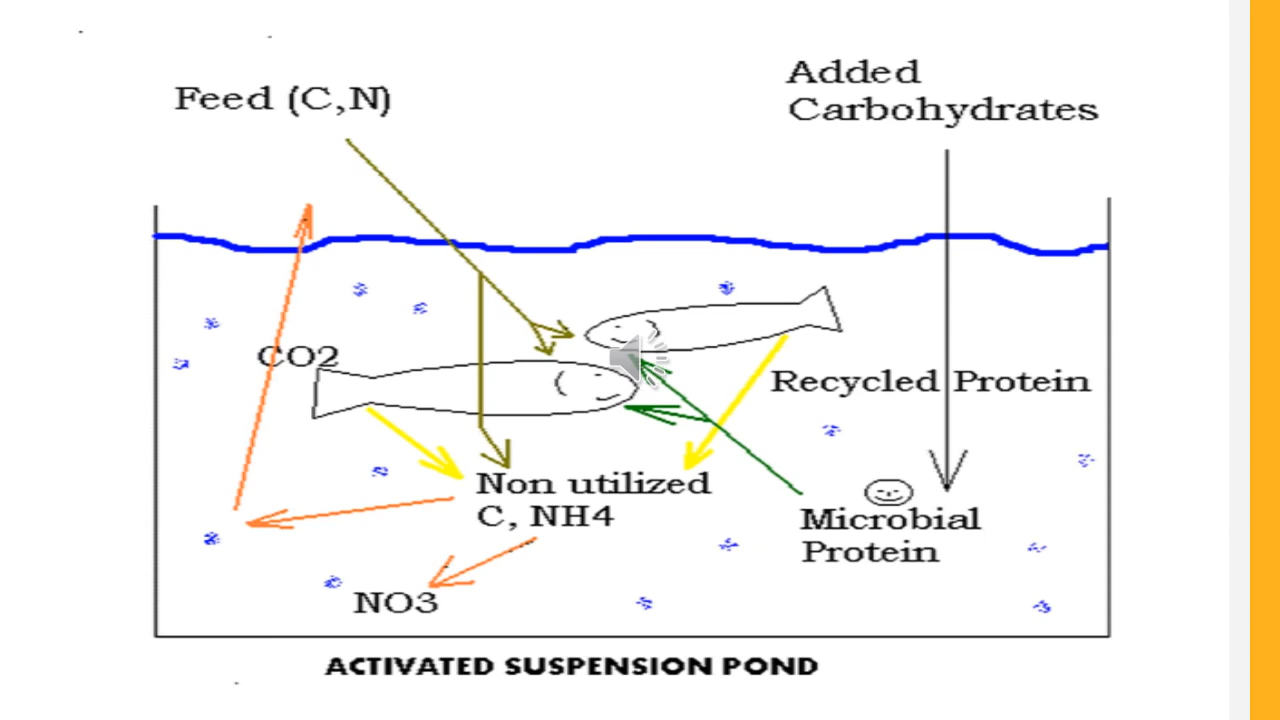 Feed (C,N)
Added
Carbohydrates
CO2
Recycled Protein
Non utilized
C, NH4
Microbial
Protein
NO3
ACTIVATED SUSPENSION POND